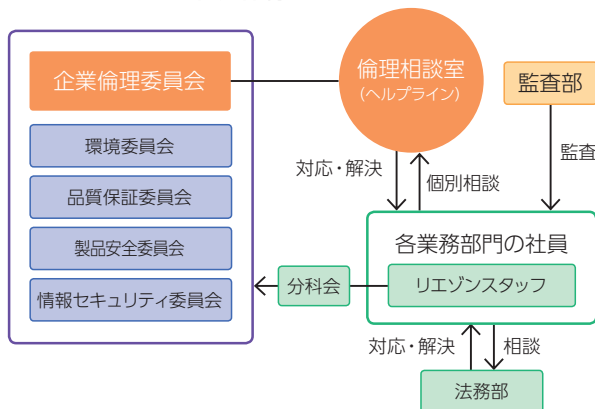 企業倫理委員会
環境委員会
品質保証委員会
製品安全委員会
情報セキュリティ委員会
倫理相談室
(ヘルプライン)
監査部
監査
対応・解決
個別相談
各業務部門の社員
リエゾンスタッフ
分科会
対応・解決
相談
法務部